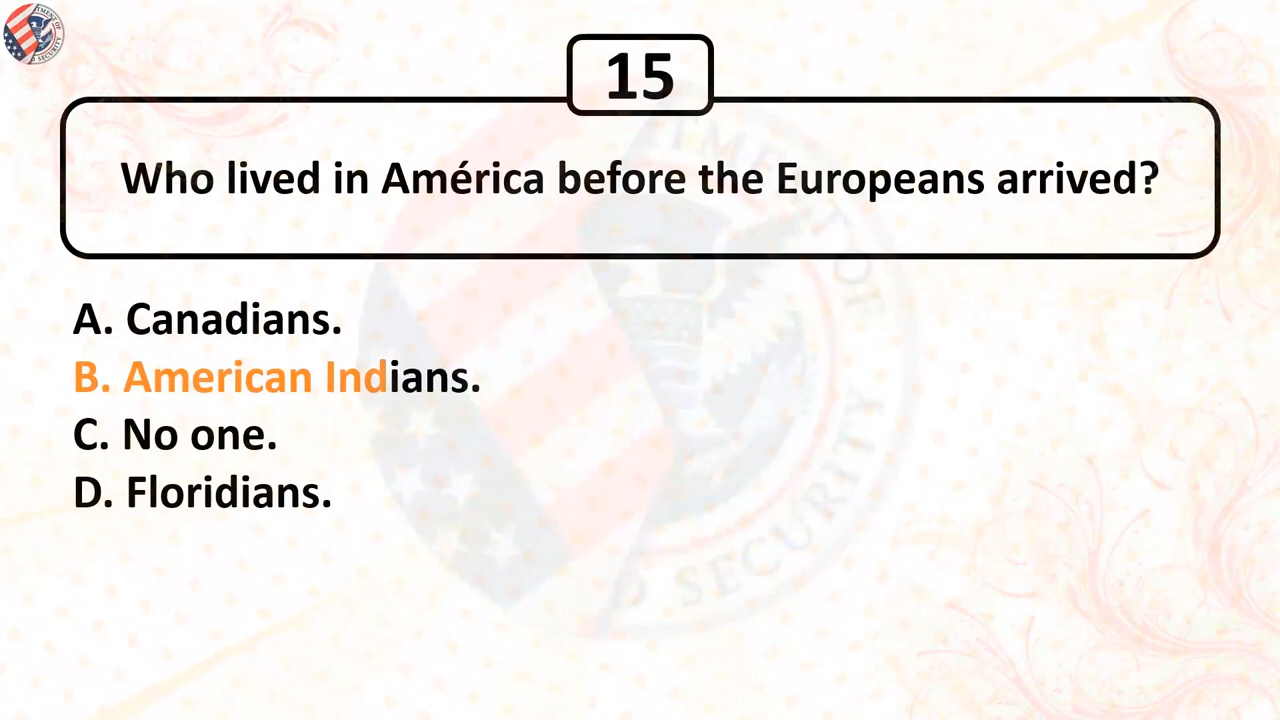 15
Who lived in América before the Europeans arrived?
A. Canadians.
B. American Indians.
C. No one.
D. Floridians.